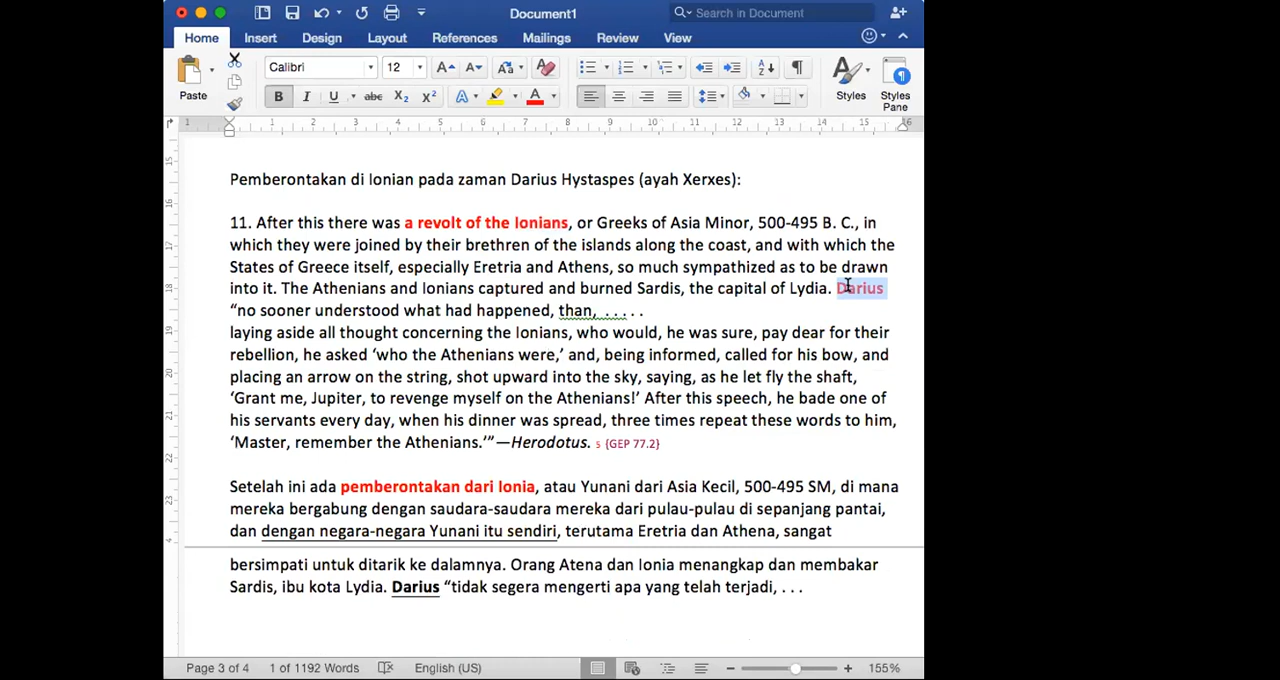 Document1
Search in Document
Home Insert Design Layout References Mailings Review View
Paste
Calibri 12
Styles
Styles Pane
Pemberontakan di Ionian pada zaman Darius Hystaspes (ayah Xerxes):
11. After this there was a revolt of the Ionians, or Greeks of Asia Minor, 500-495 B. C., in
which they were joined by their brethren of the islands along the coast, and with which the
States of Greece itself, especially Eretria and Athens, so much sympathized as to be drawn
into it. The Athenians and Ionians captured and burned Sardis, the capital of Lydia. Darius
“no sooner understood what had happened, than, . . . . .
laying aside all thought concerning the Ionians, who would, he was sure, pay dear for their
rebellion, he asked ‘who the Athenians were,’ and, being informed, called for his bow, and
placing an arrow on the string, shot upward into the sky, saying, as he let fly the shaft,
‘Grant me, Jupiter, to revenge myself on the Athenians!’ After this speech, he bade one of
his servants every day, when his dinner was spread, three times repeat these words to him,
‘Master, remember the Athenians.’”—Herodotus. 5 {GEP 77.2}
Setelah ini ada pemberontakan dari Ionia, atau Yunani dari Asia Kecil, 500-495 SM, di mana
mereka bergabung dengan saudara-saudara mereka dari pulau-pulau di sepanjang pantai,
dan dengan negara-negara Yunani itu sendiri, terutama Eretria dan Athena, sangat
bersimpati untuk ditarik ke dalamnya. Orang Atena dan Ionia menangkap dan membakar
Sardis, ibu kota Lydia. Darius “tidak segera mengerti apa yang telah terjadi, . . .
Page 3 of 4 1 of 1192 Words English (US) 155%